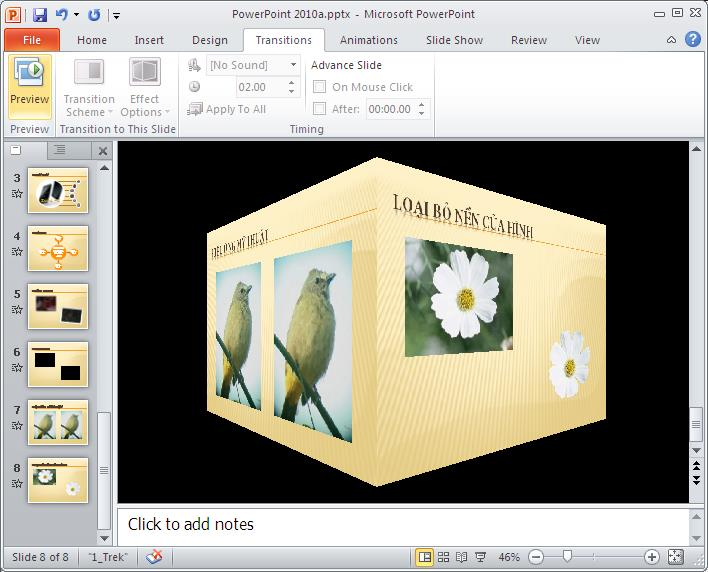 PowerPoint 2010a.pptx - Microsoft PowerPoint
File Home Insert Design Transitions Animations Slide Show Review View
Preview
Transition Scheme
Effect Options
[No Sound]
02.00
Apply To All
Advance Slide
On Mouse Click
After: 00:00.00
Preview Transition to This Slide Timing
3
4
5
6
7
8
MỸ THUẬT
LOẠI BỎ NỀN CỦA HÌNH
Click to add notes
Slide 8 of 8 "1_Trek" 46%